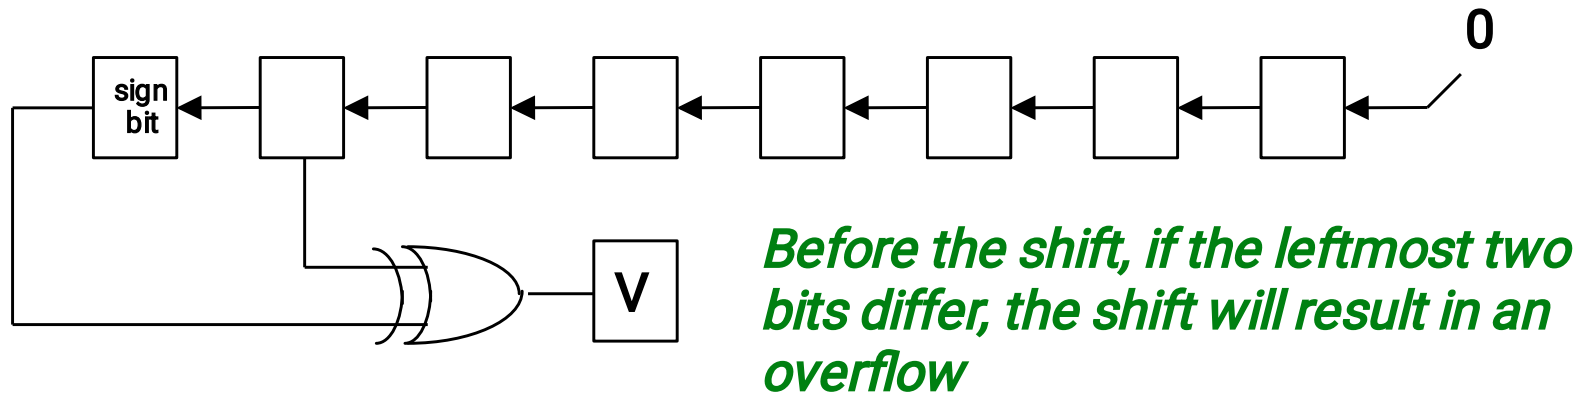 0
sign
bit
V
Before the shift, if the leftmost two
bits differ, the shift will result in an
overflow